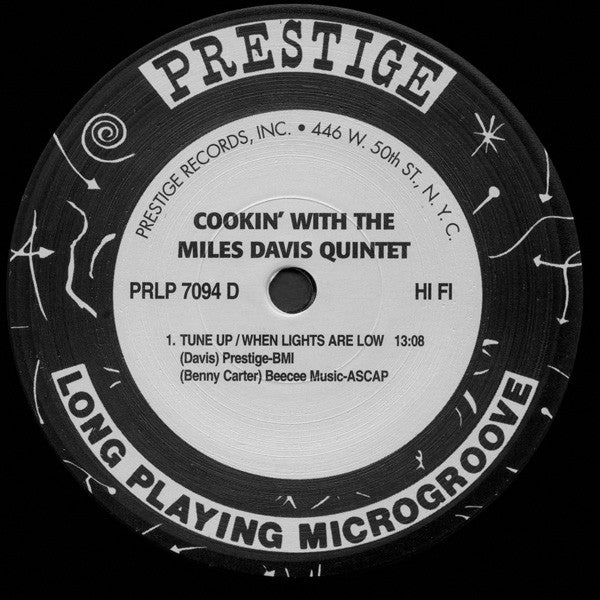 PRESTIGE
PRESTIGE RECORDS, INC. • 446 W. 50th ST., N. Y. C.
COOKIN' WITH THE
MILES DAVIS QUINTET
PRLP 7094 D HI FI
1. TUNE UP / WHEN LIGHTS ARE LOW 13:08
(Davis) Prestige-BMI
(Benny Carter) Beecee Music-ASCAP
LONG PLAYING MICROGROOVE